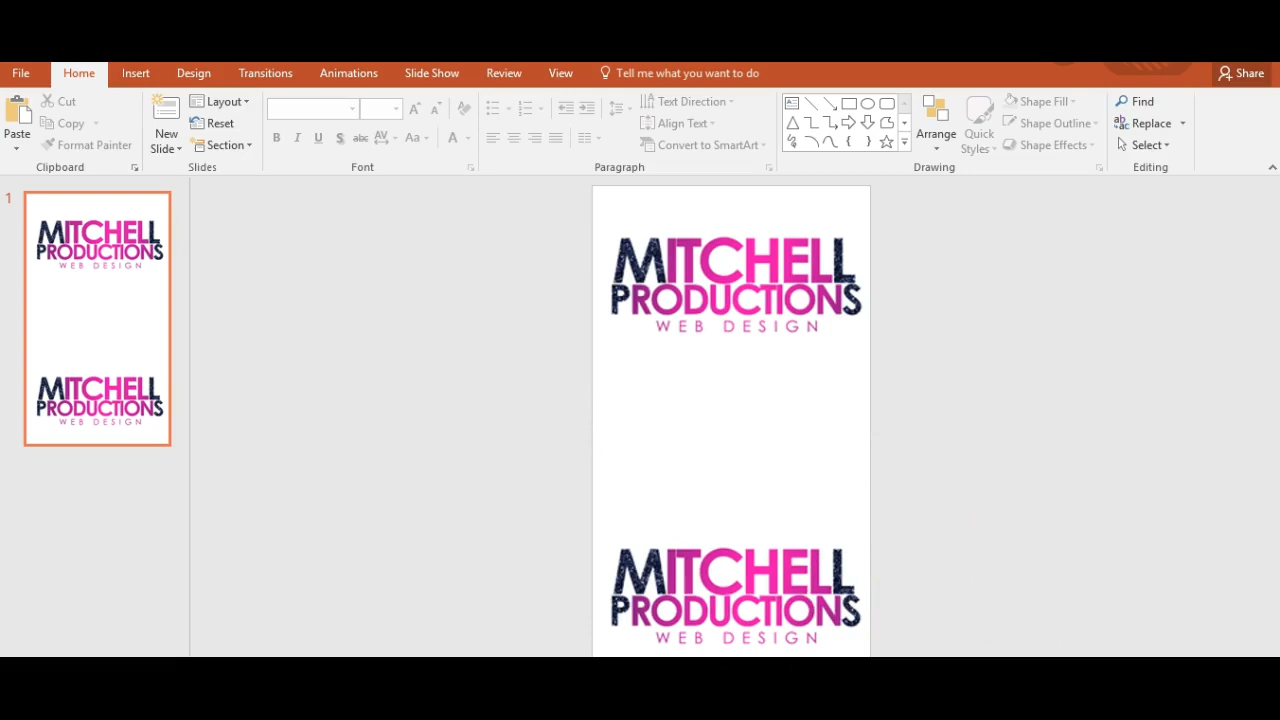 File Home Insert Design Transitions Animations Slide Show Review View Tell me what you want to do Share
Cut
Copy
Format Painter
Paste
Clipboard
New Slide
Layout
Reset
Section
Slides
B I U S abc AV Aa A
Font
Paragraph
Text Direction
Align Text
Convert to SmartArt
Arrange
Quick Styles
Shape Fill
Shape Outline
Shape Effects
Drawing
Find
Replace
Select
Editing
1
MITCHELL
PRODUCTIONS
WEB DESIGN
MITCHELL
PRODUCTIONS
WEB DESIGN
MITCHELL
PRODUCTIONS
WEB DESIGN
MITCHELL
PRODUCTIONS
WEB DESIGN